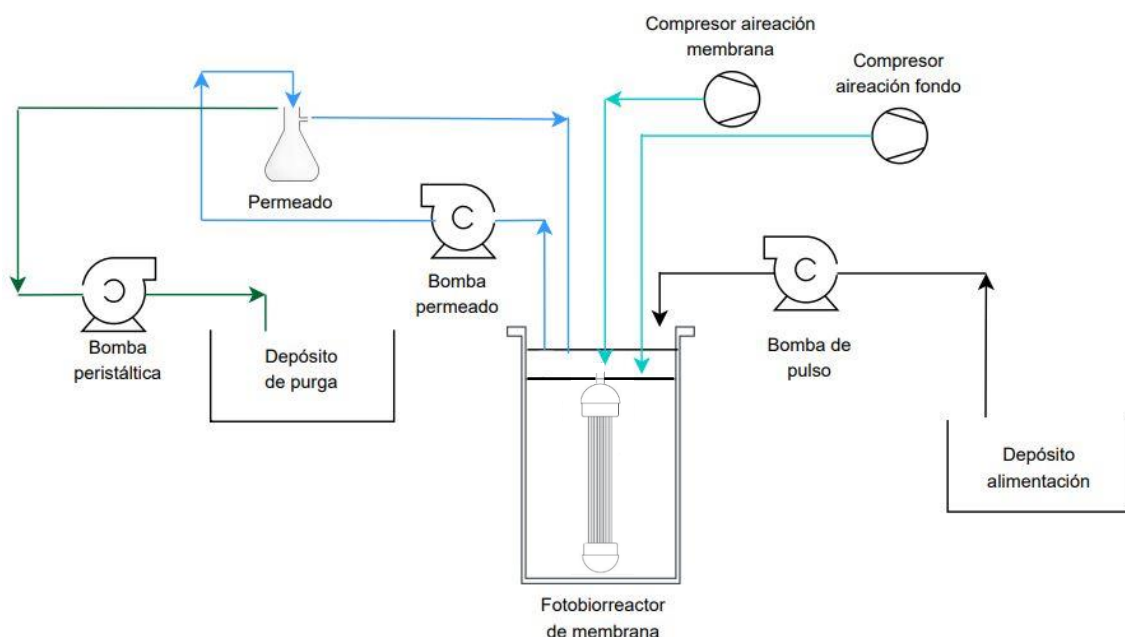 Compresor aireación
membrana
Compresor
aireación fondo
Permeado
Bomba
permeado
Bomba
peristáltica
Depósito
de purga
Bomba de
pulso
Depósito
alimentación
Fotobiorreactor
de membrana